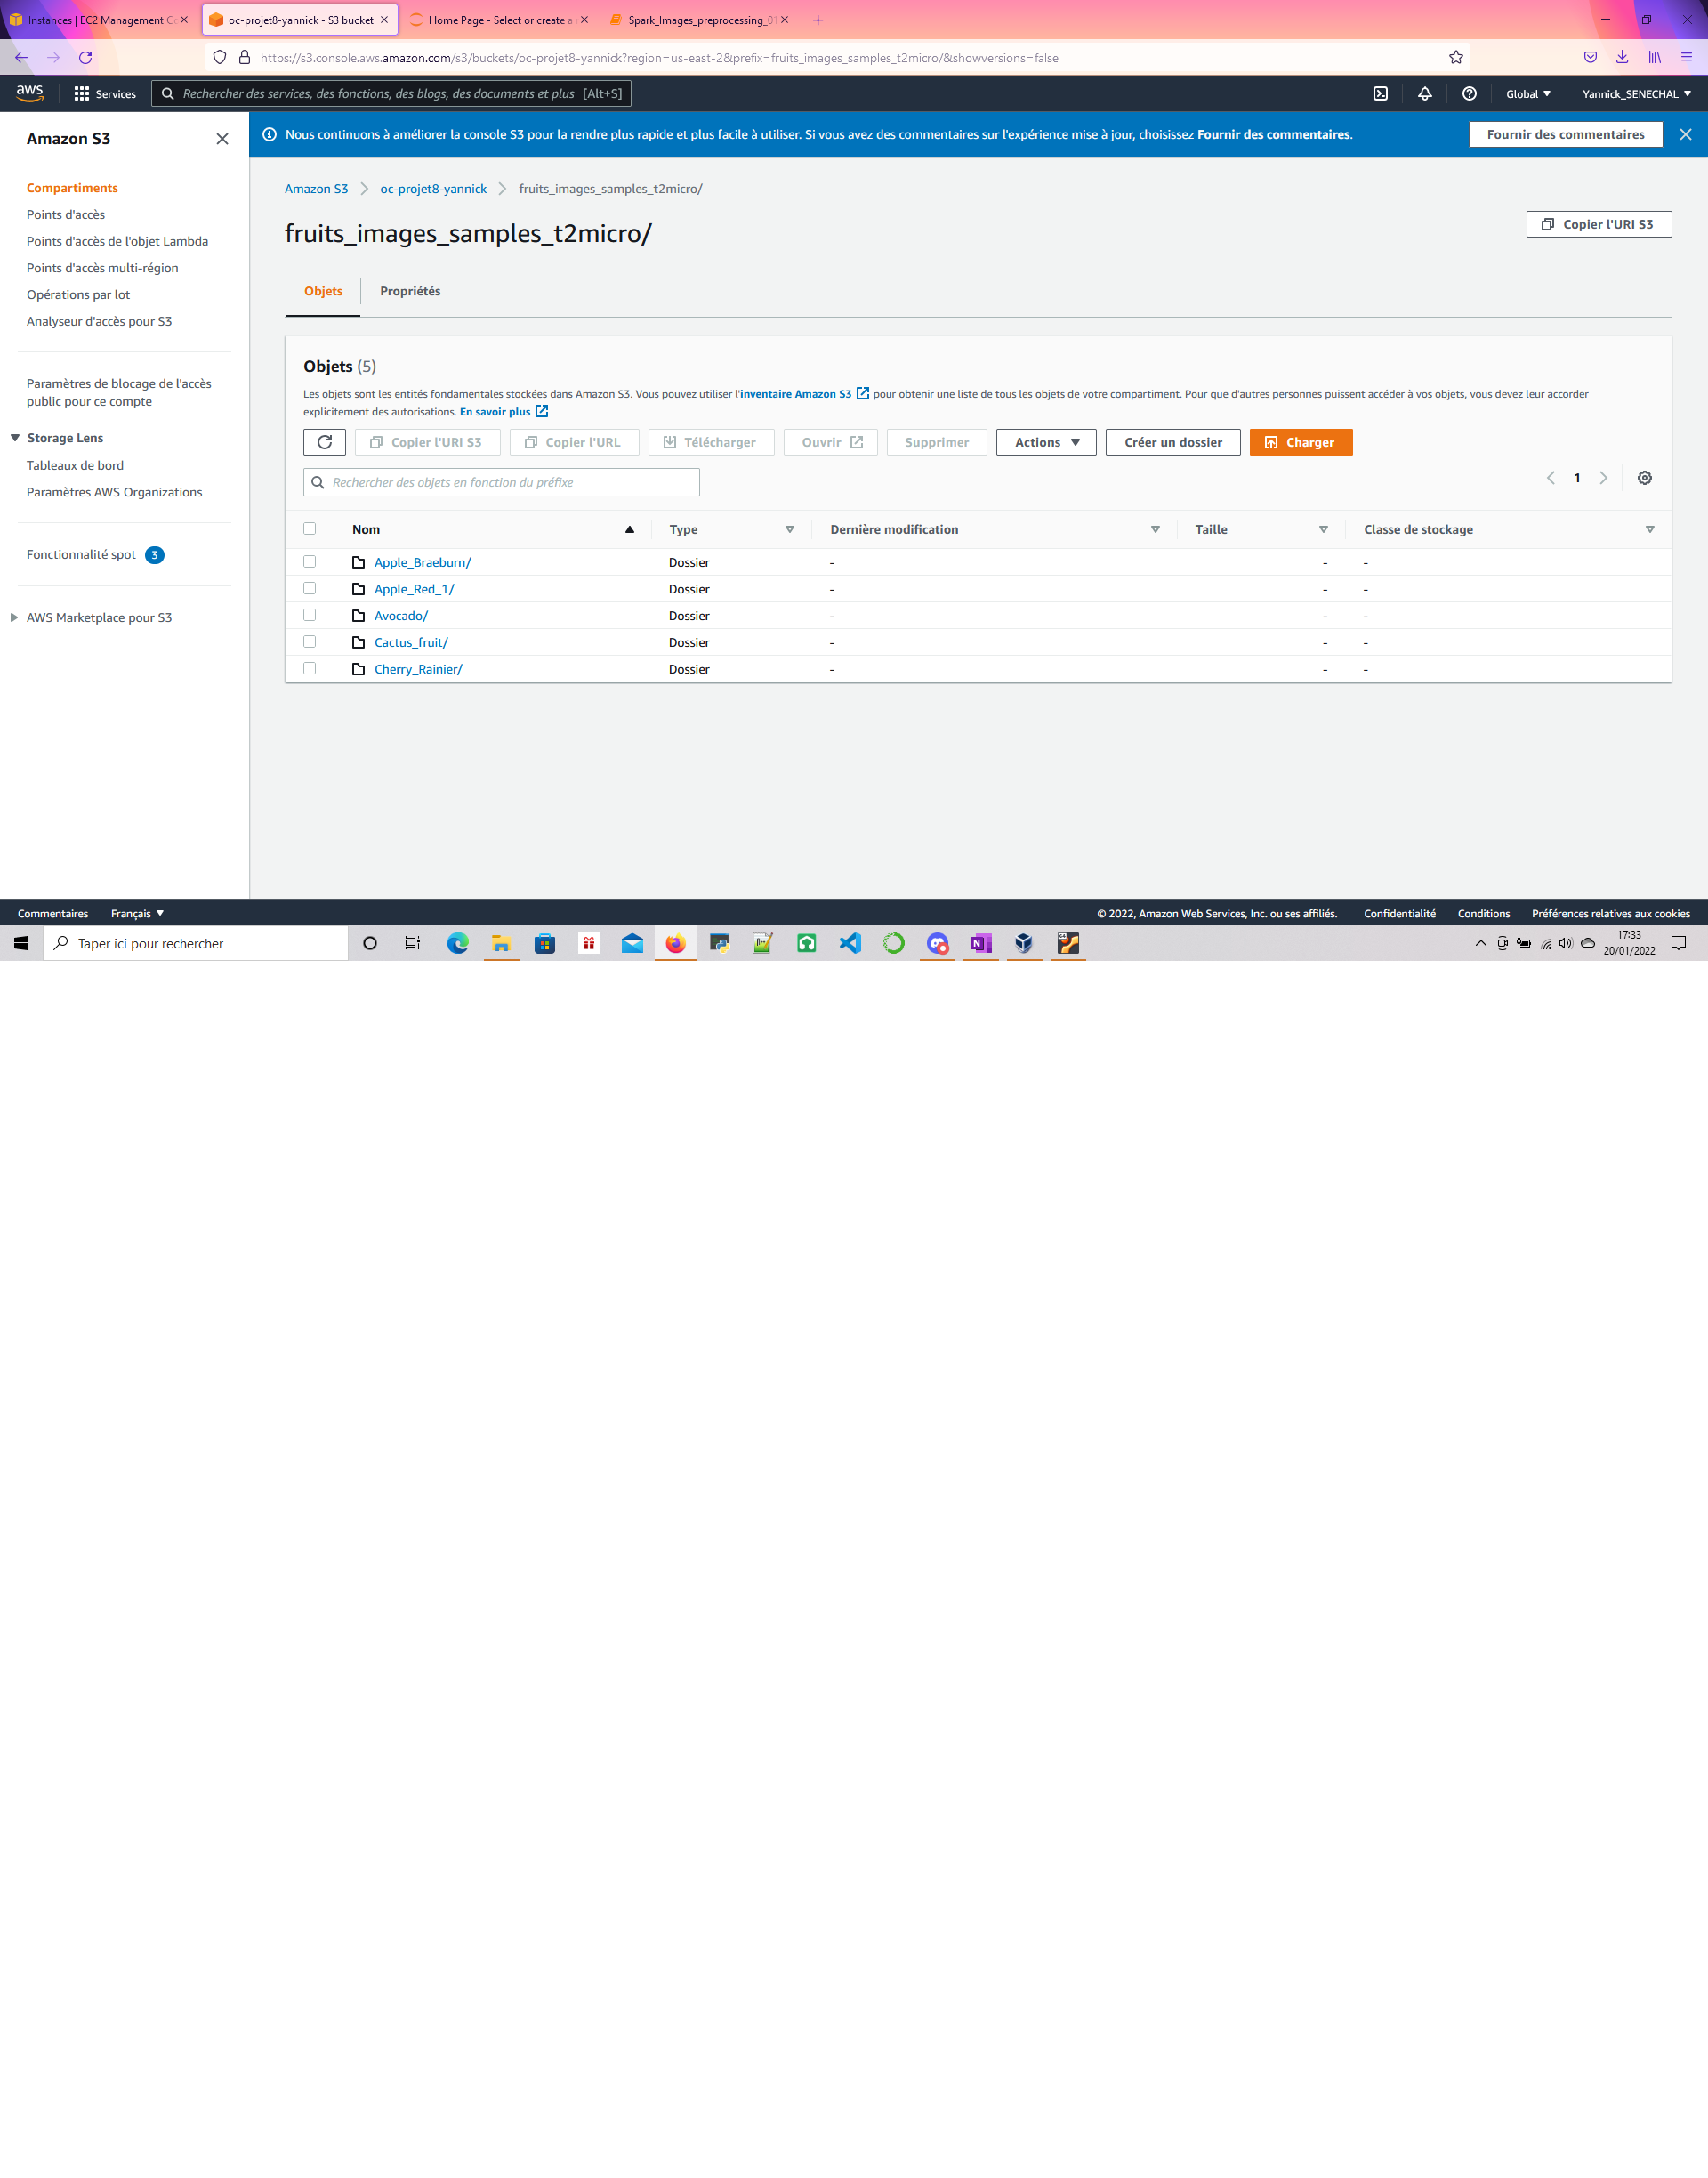 Instances | EC2 Management Co
oc-projet8-yannick - S3 bucket
Home Page - Select or create a
Spark_Images_preprocessing_01
https://s3.console.aws.amazon.com/s3/buckets/oc-projet8-yannick?region=us-east-2&prefix=fruits_images_samples_t2micro/&showversions=false
aws
Services
Rechercher des services, des fonctions, des blogs, des documents et plus [Alt+S]
Global
Yannick_SENECHAL
Amazon S3
Nous continuons à améliorer la console S3 pour la rendre plus rapide et plus facile à utiliser. Si vous avez des commentaires sur l'expérience mise à jour, choisissez Fournir des commentaires.
Fournir des commentaires
Compartiments
Points d'accès
Points d'accès de l'objet Lambda
Points d'accès multi-région
Opérations par lot
Analyseur d'accès pour S3
Paramètres de blocage de l'accès
public pour ce compte
Storage Lens
Tableaux de bord
Paramètres AWS Organizations
Fonctionnalité spot 3
AWS Marketplace pour S3
Amazon S3 > oc-projet8-yannick > fruits_images_samples_t2micro/
fruits_images_samples_t2micro/
Copier l'URI S3
Objets
Propriétés
Objets (5)
Les objets sont les entités fondamentales stockées dans Amazon S3. Vous pouvez utiliser l'inventaire Amazon S3 pour obtenir une liste de tous les objets de votre compartiment. Pour que d'autres personnes puissent accéder à vos objets, vous devez leur accorder
explicitement des autorisations. En savoir plus
Copier l'URI S3
Copier l'URL
Télécharger
Ouvrir
Supprimer
Actions
Créer un dossier
Charger
Rechercher des objets en fonction du préfixe
1
Nom Type Dernière modification Taille Classe de stockage
Apple_Braeburn/ Dossier - - -
Apple_Red_1/ Dossier - - -
Avocado/ Dossier - - -
Cactus_fruit/ Dossier - - -
Cherry_Rainier/ Dossier - - -
Commentaires
Français
© 2022, Amazon Web Services, Inc. ou ses affiliés.
Confidentialité
Conditions
Préférences relatives aux cookies
Taper ici pour rechercher
17:33
20/01/2022